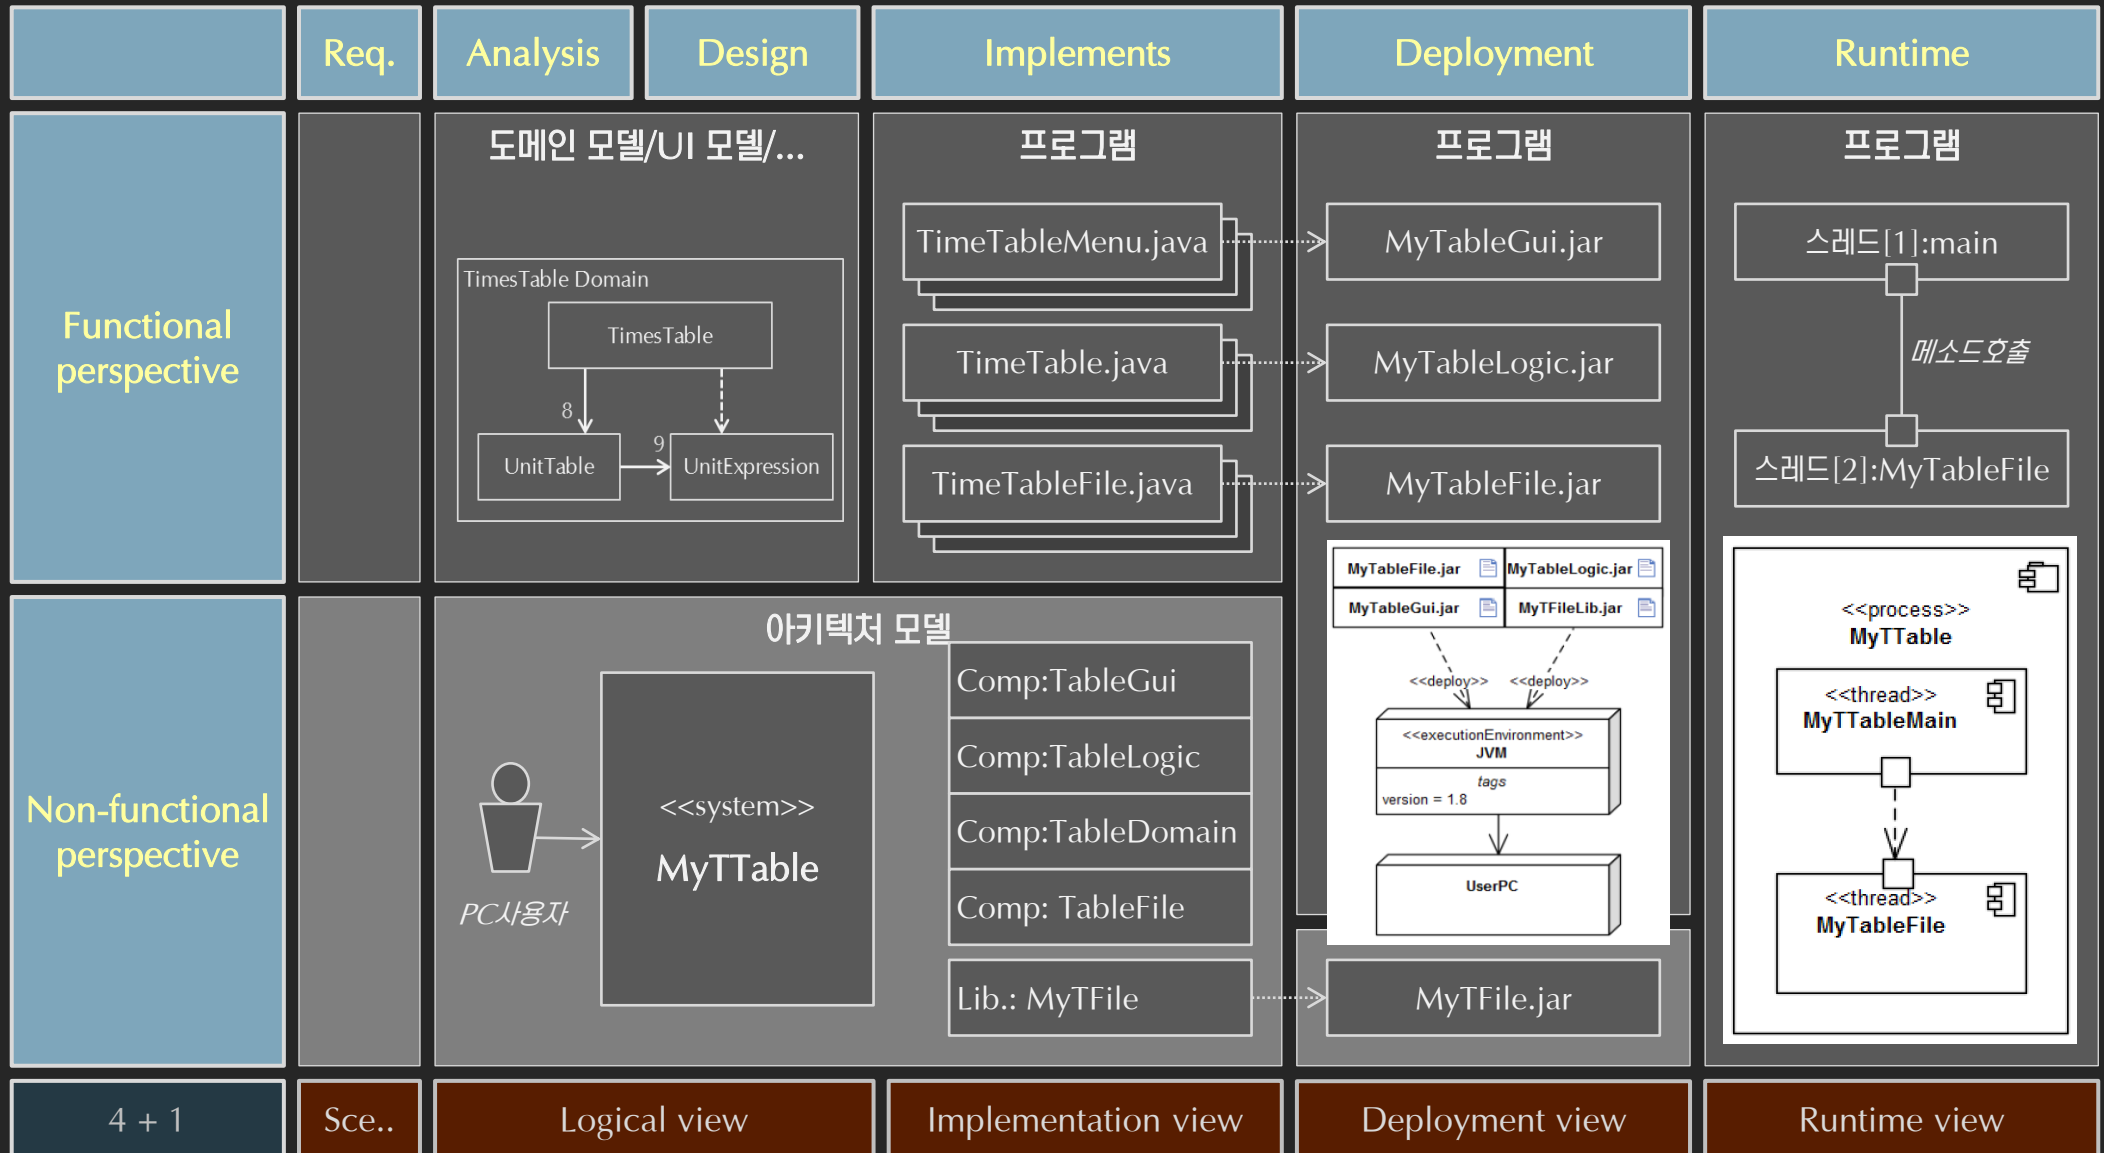 Req.
Analysis
Design
Implements
Deployment
Runtime
Functional
perspective
도메인 모델/UI 모델/...
TimesTable Domain
TimesTable
8
9
UnitTable
UnitExpression
프로그램
TimeTableMenu.java
TimeTable.java
TimeTableFile.java
프로그램
MyTableGui.jar
MyTableLogic.jar
MyTableFile.jar
MyTableFile.jar
MyTableLogic.jar
MyTableGui.jar
MyTFileLib.jar
<<deploy>>
<<deploy>>
<<executionEnvironment>>
JVM
tags
version = 1.8
UserPC
프로그램
스레드[1]:main
메소드호출
스레드[2]:MyTableFile
<<process>>
MyTTable
<<thread>>
MyTTableMain
<<thread>>
MyTableFile
Non-functional
perspective
아키텍처 모델
PC사용자
<<system>>
MyTTable
Comp:TableGui
Comp:TableLogic
Comp:TableDomain
Comp: TableFile
Lib.: MyTFile
MyTFile.jar
4 + 1
Sce..
Logical view
Implementation view
Deployment view
Runtime view